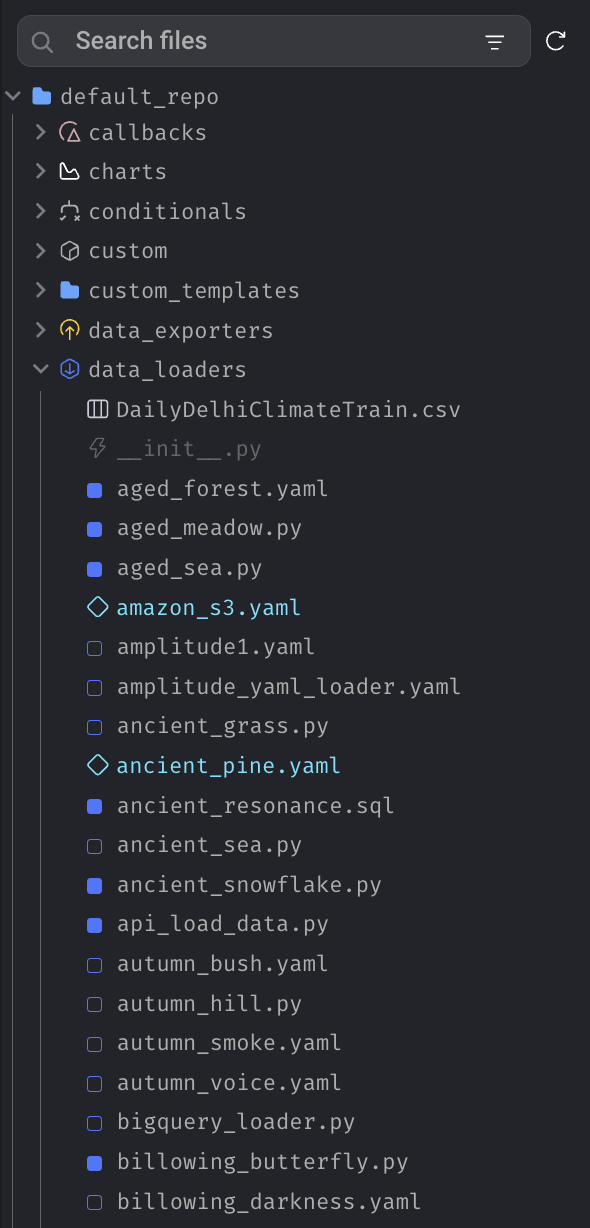 Search files
default_repo
callbacks
charts
conditionals
custom
custom_templates
data_exporters
data_loaders
DailyDelhiClimateTrain.csv
__init__.py
aged_forest.yaml
aged_meadow.py
aged_sea.py
amazon_s3.yaml
amplitude1.yaml
amplitude_yaml_loader.yaml
ancient_grass.py
ancient_pine.yaml
ancient_resonance.sql
ancient_sea.py
ancient_snowflake.py
api_load_data.py
autumn_bush.yaml
autumn_hill.py
autumn_smoke.yaml
autumn_voice.yaml
bigquery_loader.py
billowing_butterfly.py
billowing_darkness.yaml